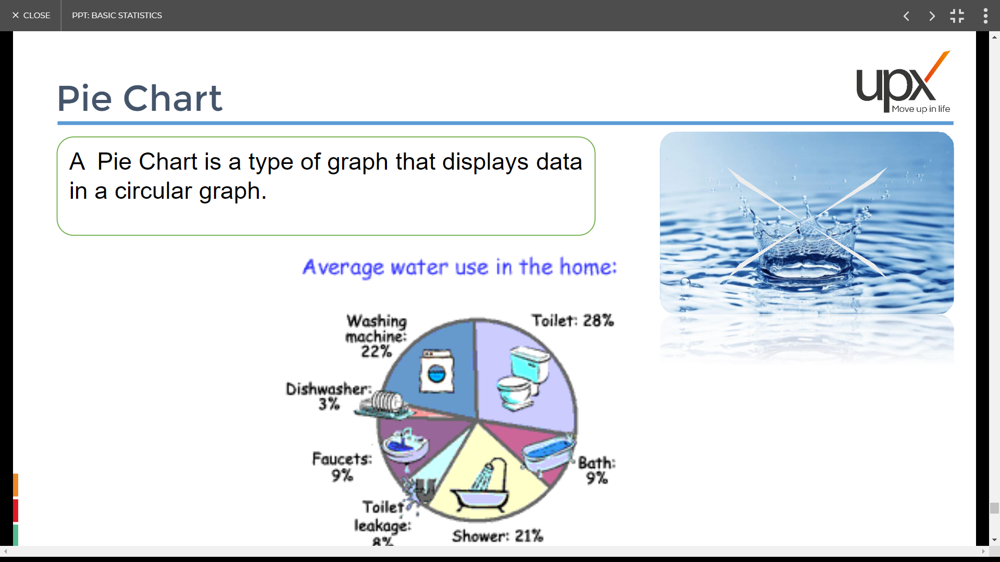 CLOSE
PPT: BASIC STATISTICS
Pie Chart
upx
Move up in life
A Pie Chart is a type of graph that displays data
in a circular graph.
Average water use in the home:
Washing
machine:
22%
Toilet: 28%
Dishwasher:
3%
Faucets:
9%
Bath:
9%
Toilet
leakage:
8%
Shower: 21%